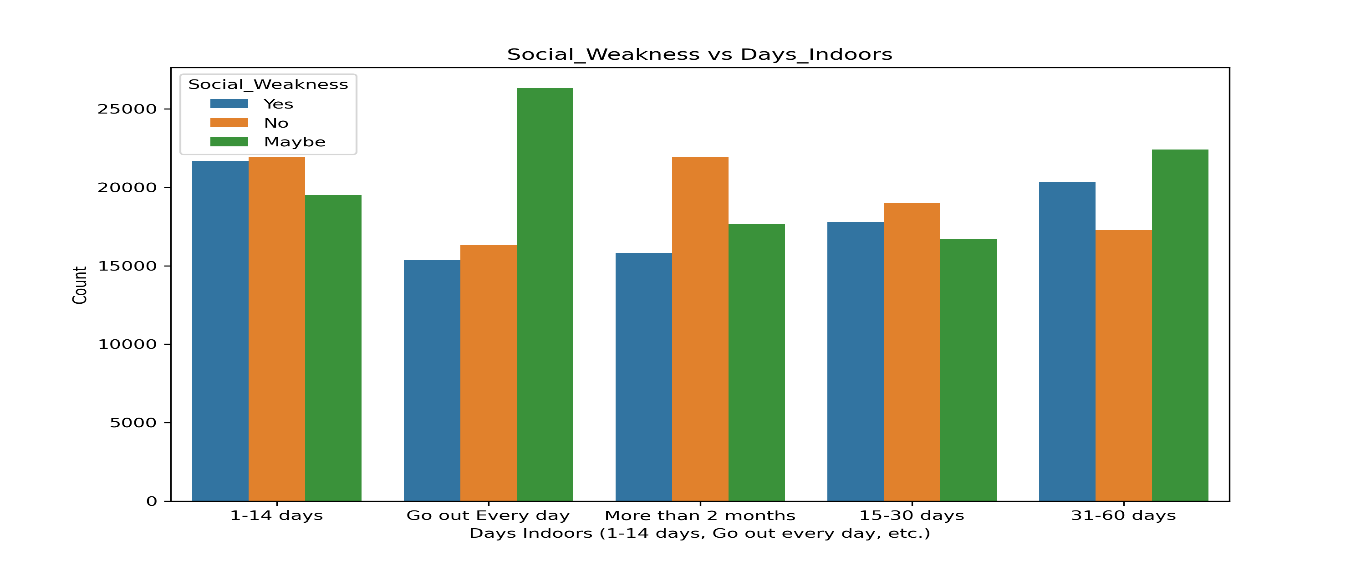 Social_Weakness vs Days_Indoors
Social_Weakness
Yes
No
Maybe
25000
20000
15000
10000
5000
0
Count
1-14 days Go out Every day More than 2 months 15-30 days 31-60 days
Days Indoors (1-14 days, Go out every day, etc.)